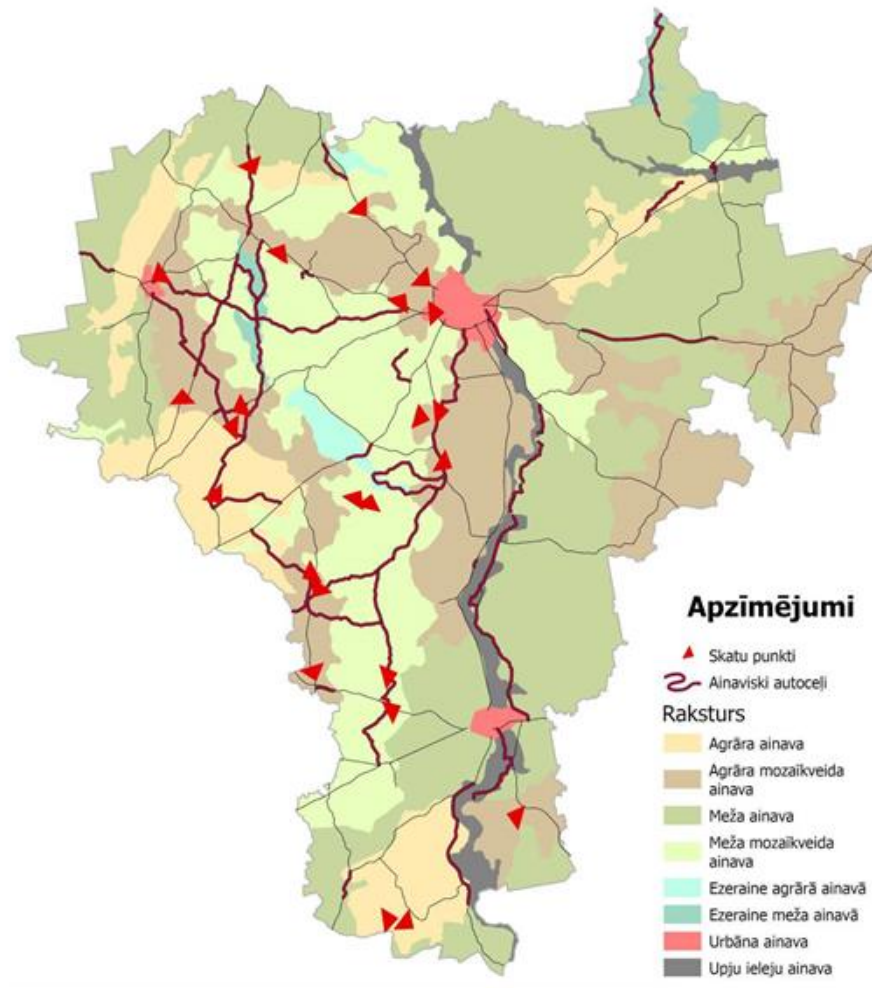 Apzīmējumi
Skatu punkti
Ainaviski autoceļi
Raksturs
Agrāra ainava
Agrāra mozaīkveida
ainava
Meža ainava
Meža mozaīkveida
ainava
Ezeraine agrārā ainavā
Ezeraine meža ainavā
Urbāna ainava
Upju ieleju ainava